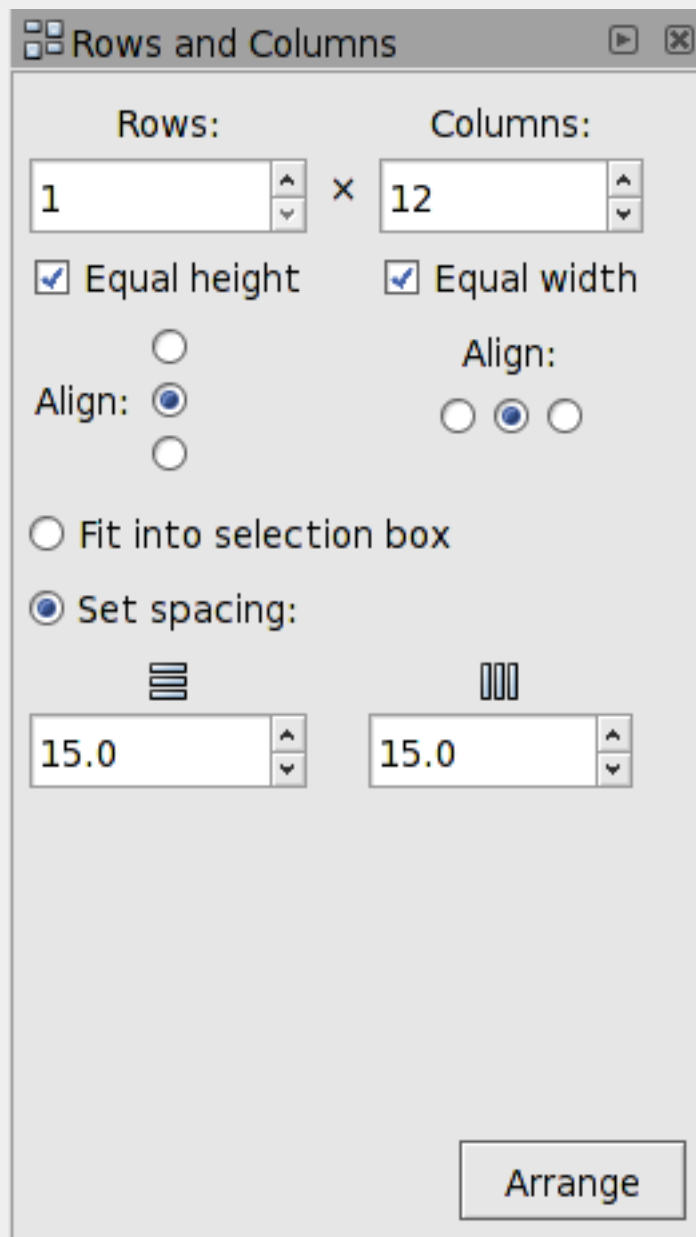 Rows and Columns
Rows: Columns:
1 × 12
Equal height Equal width
Align: Align:
Fit into selection box
Set spacing:
15.0 15.0
Arrange